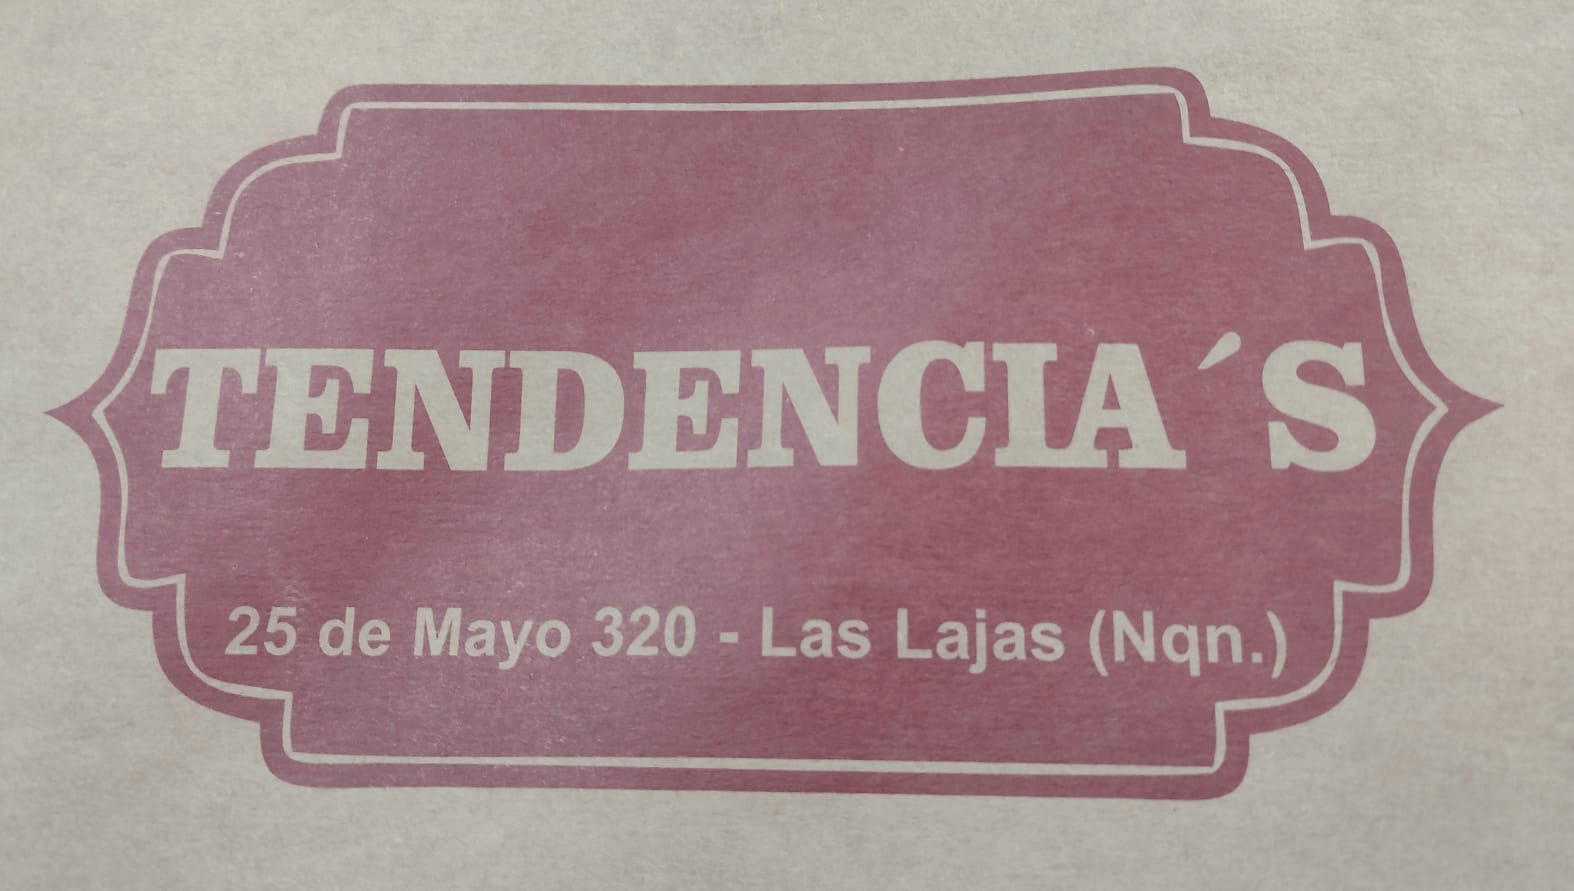 TENDENCIA´S
25 de Mayo 320 - Las Lajas (Nqn.)